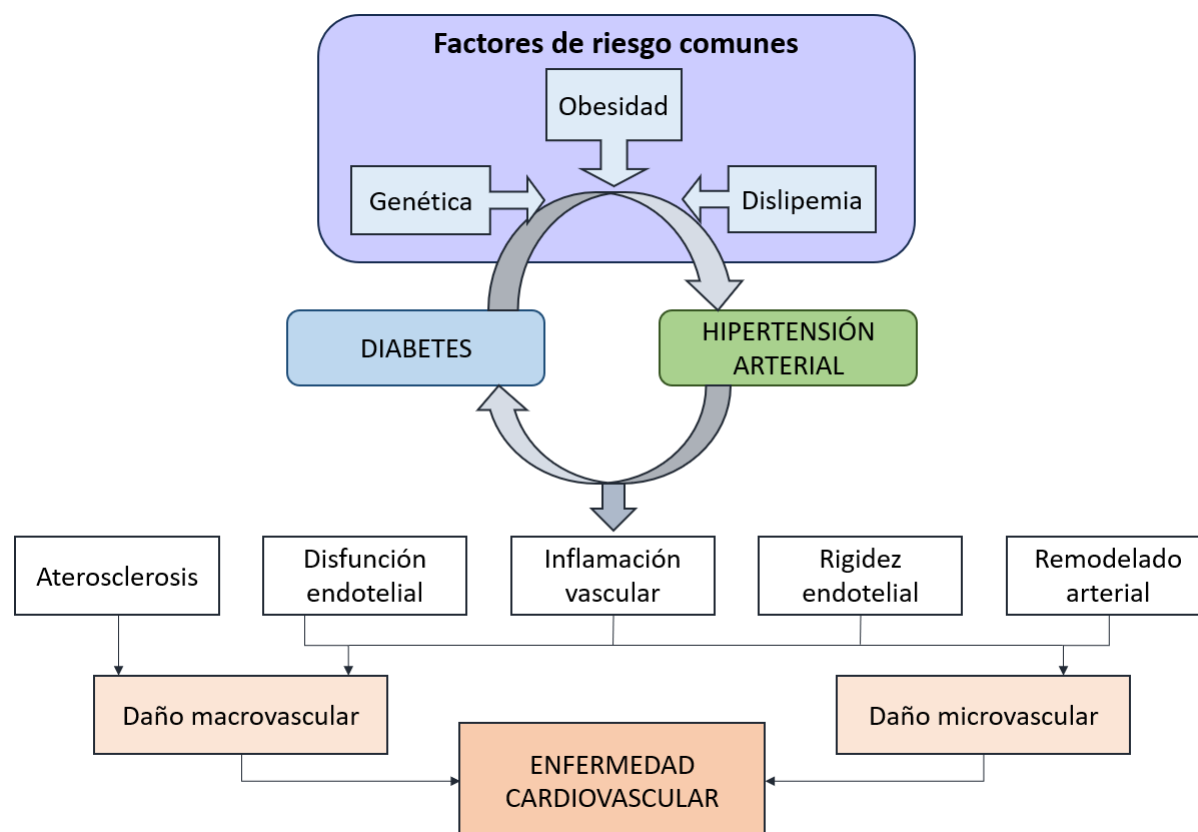 Factores de riesgo comunes
Obesidad
Genética
Dislipemia
DIABETES
HIPERTENSIÓN
ARTERIAL
Aterosclerosis
Disfunción
endotelial
Inflamación
vascular
Rigidez
endotelial
Remodelado
arterial
Daño macrovascular
Daño microvascular
ENFERMEDAD
CARDIOVASCULAR